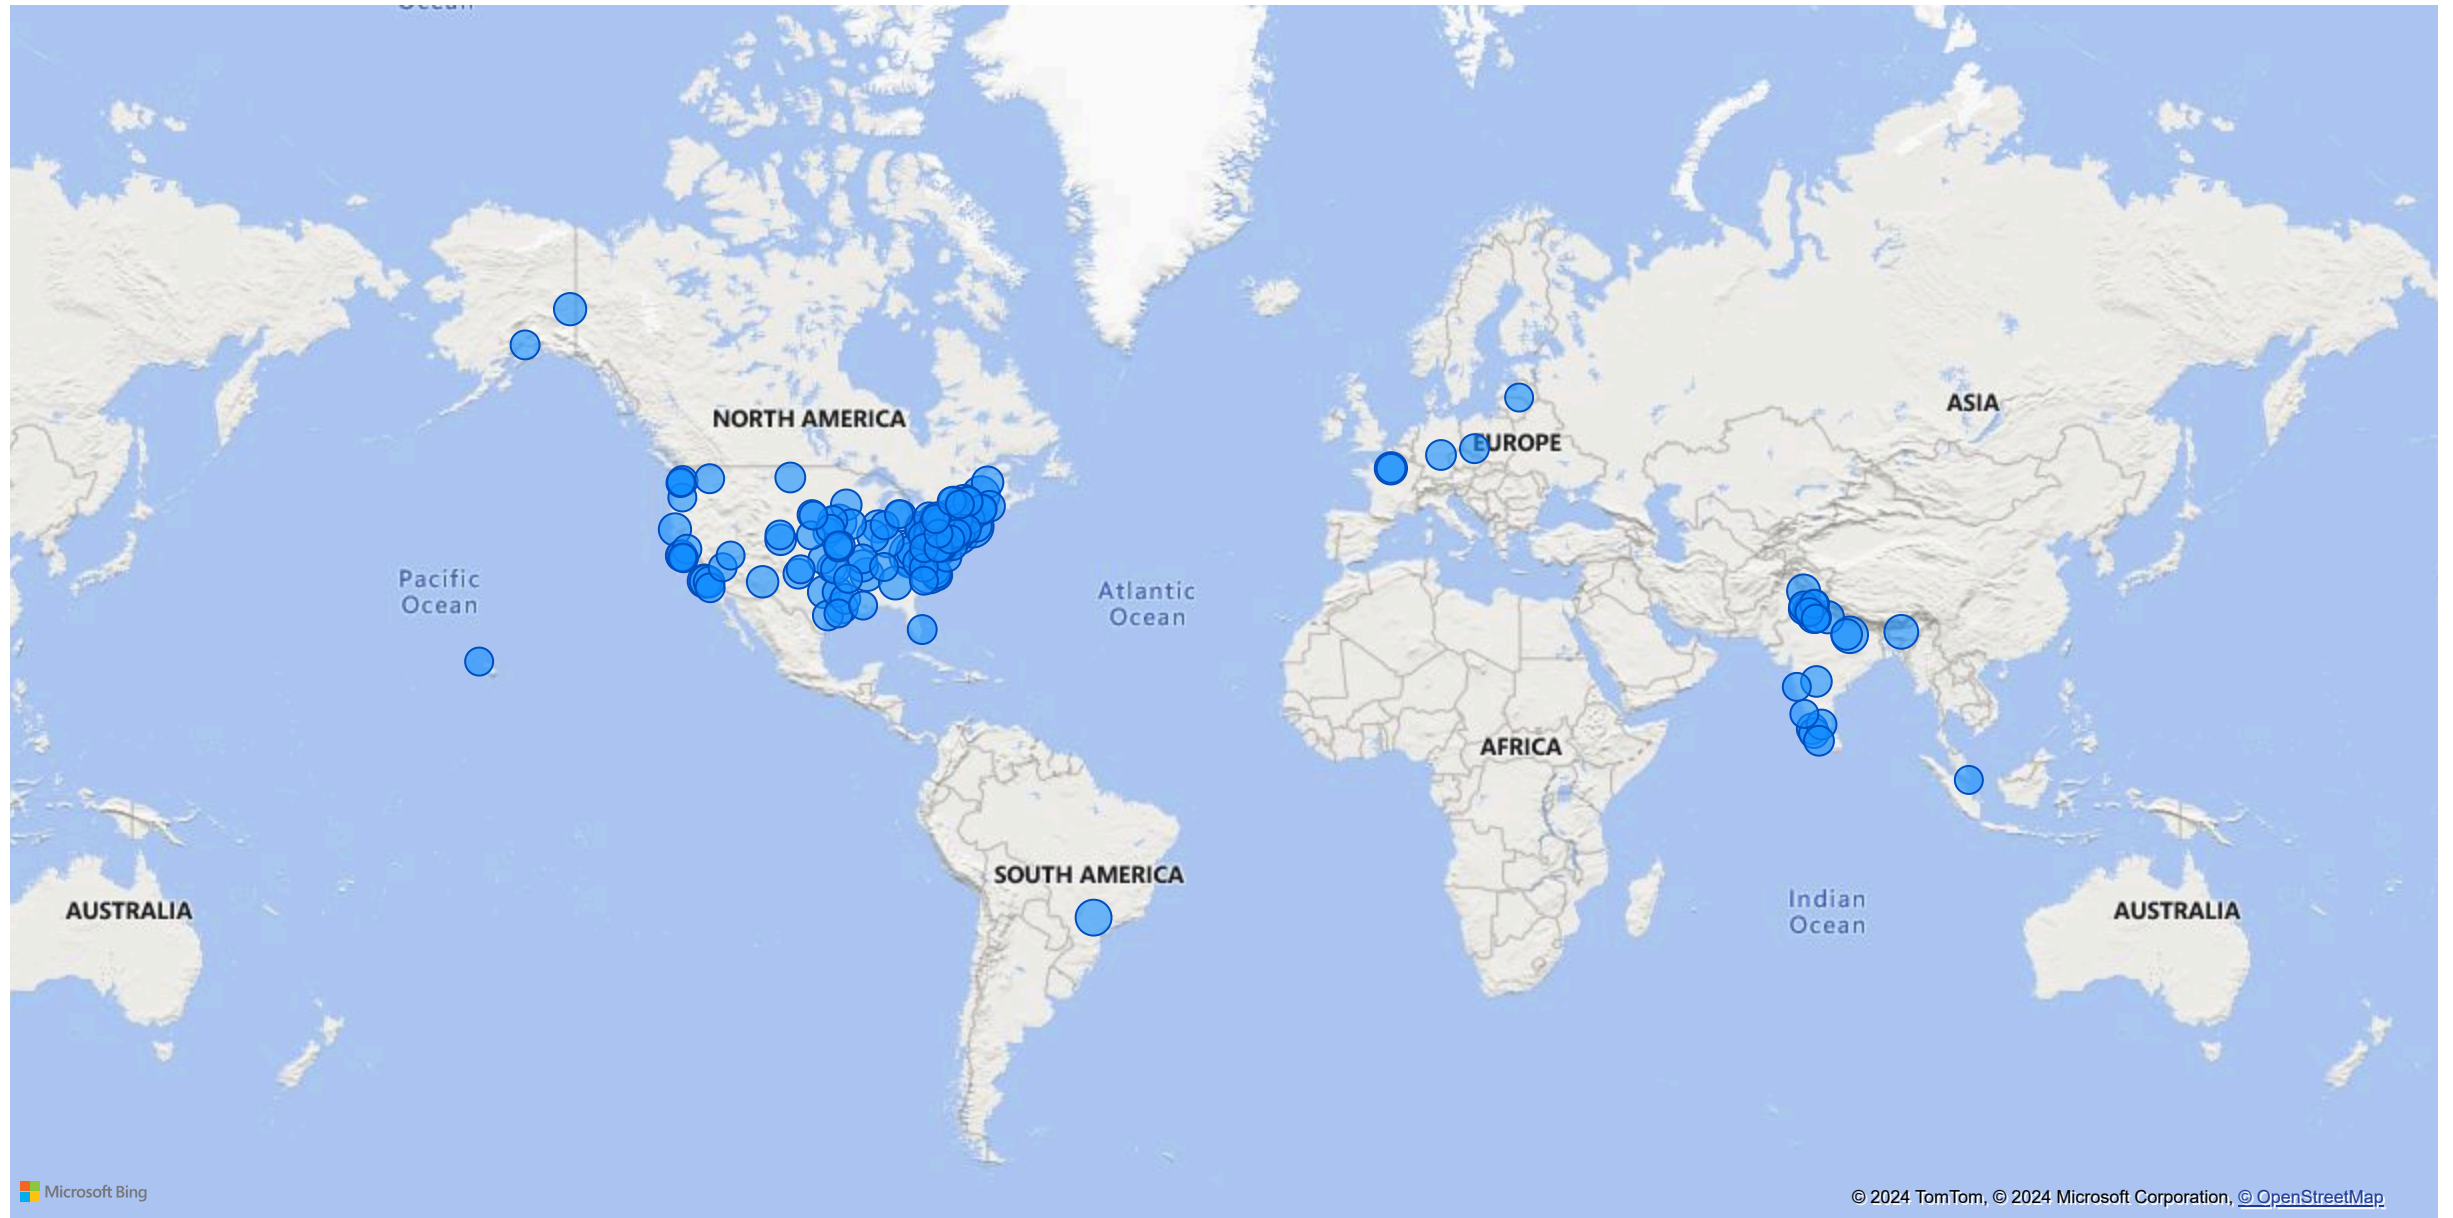 Ocean
NORTH AMERICA
ASIA
EUROPE
Pacific
Ocean
Atlantic
Ocean
AFRICA
SOUTH AMERICA
AUSTRALIA
Indian
Ocean
AUSTRALIA
Microsoft Bing
© 2024 TomTom, © 2024 Microsoft Corporation, © OpenStreetMap